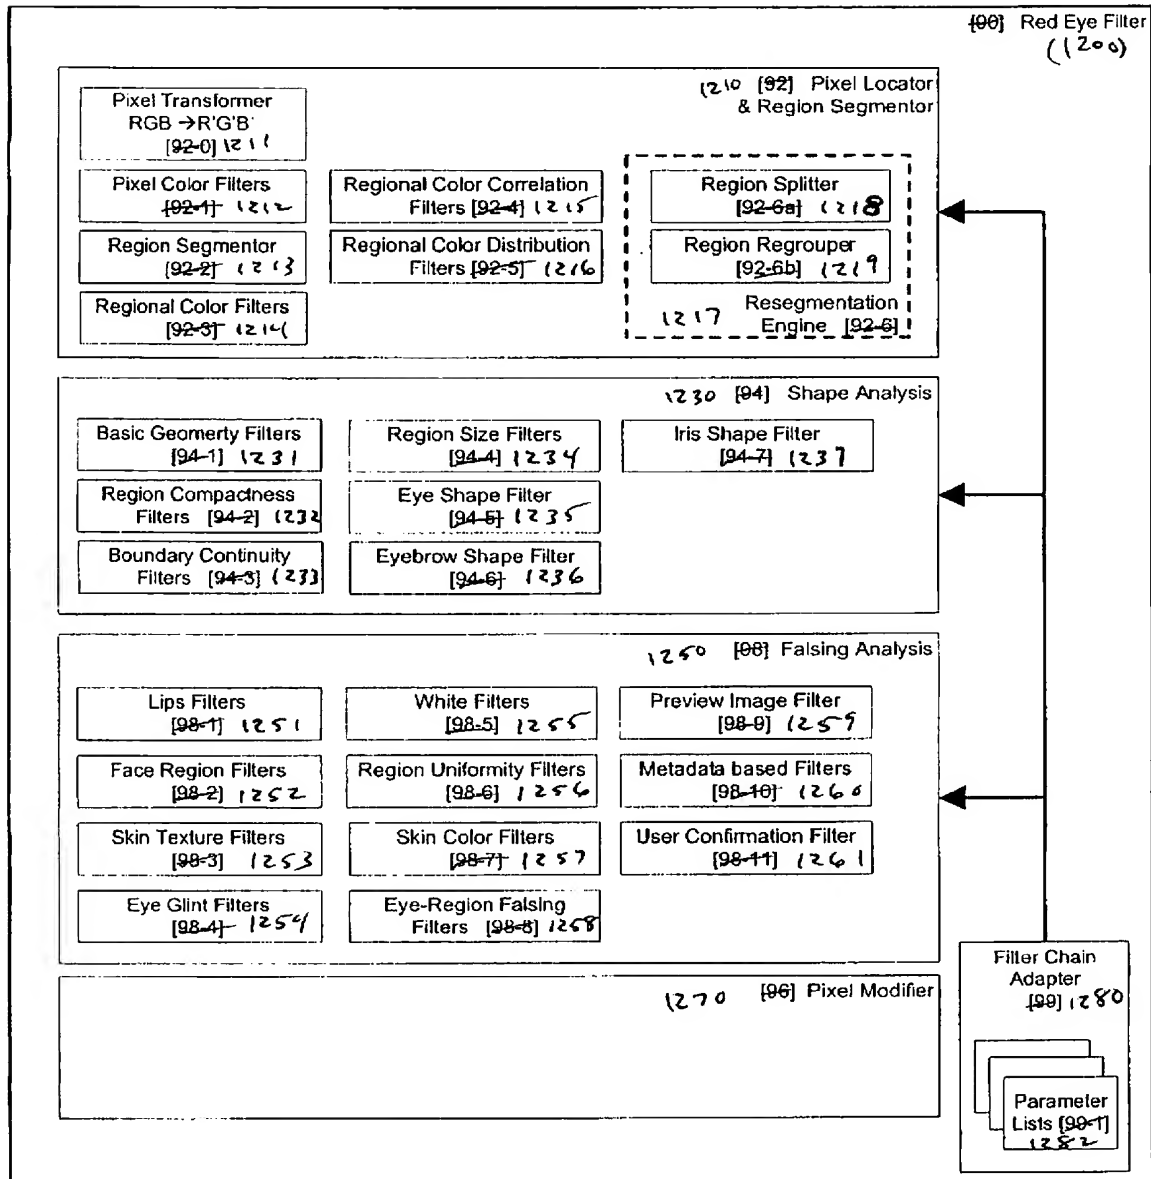 [90] Red Eye Filter
(1200)
1210 [92] Pixel Locator
& Region Segmentor
Pixel Transformer
RGB →R'G'B'
[92-0] 1211
Pixel Color Filters
[92-1] 1212
Regional Color Correlation
Filters [92-4] 1215
Region Splitter
[92-6a] 1218
Region Segmentor
[92-2] 1213
Regional Color Distribution
Filters [92-5] 1216
Region Regrouper
[92-6b] 1219
Regional Color Filters
[92-3] 1214
1217 Resegmentation
Engine [92-6]
1230 [94] Shape Analysis
Basic Geomerty Filters
[94-1] 1231
Region Size Filters
[94-4] 1234
Iris Shape Filter
[94-7] 1237
Region Compactness
Filters [94-2] 1232
Eye Shape Filter
[94-5] 1235
Boundary Continuity
Filters [94-3] 1233
Eyebrow Shape Filter
[94-6] 1236
1250 [98] Falsing Analysis
Lips Filters
[98-1] 1251
White Filters
[98-5] 1255
Preview Image Filter
[98-9] 1259
Face Region Filters
[98-2] 1252
Region Uniformity Filters
[98-6] 1256
Metadata based Filters
[98-10] 1260
Skin Texture Filters
[98-3] 1253
Skin Color Filters
[98-7] 1257
User Confirmation Filter
[98-11] 1261
Eye Glint Filters
[98-4] 1254
Eye-Region Falsing
Filters [98-8] 1258
1270 [96] Pixel Modifier
Filter Chain
Adapter
[99] 1280
Parameter
Lists [99-1]
1282